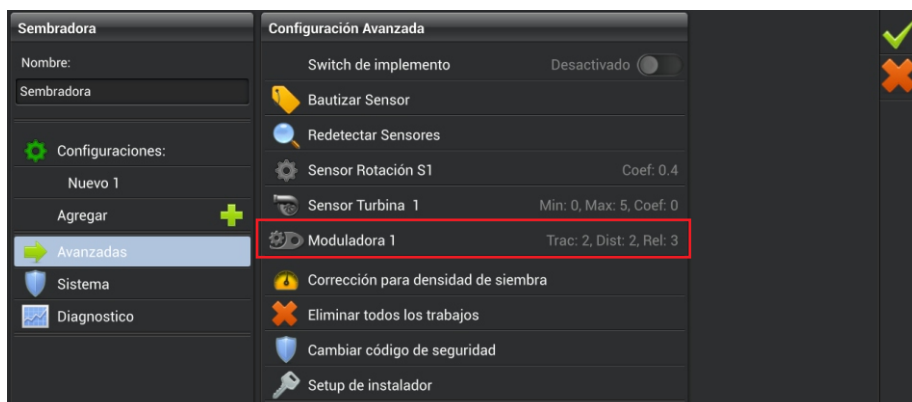 Sembradora
Nombre:
Sembradora
Configuraciones:
Nuevo 1
Agregar
Avanzadas
Sistema
Diagnostico
Configuración Avanzada
Switch de implemento Desactivado
Bautizar Sensor
Redetectar Sensores
Sensor Rotación S1 Coef: 0.4
Sensor Turbina 1 Min: 0, Max: 5, Coef: 0
Moduladora 1 Trac: 2, Dist: 2, Rel: 3
Corrección para densidad de siembra
Eliminar todos los trabajos
Cambiar código de seguridad
Setup de instalador